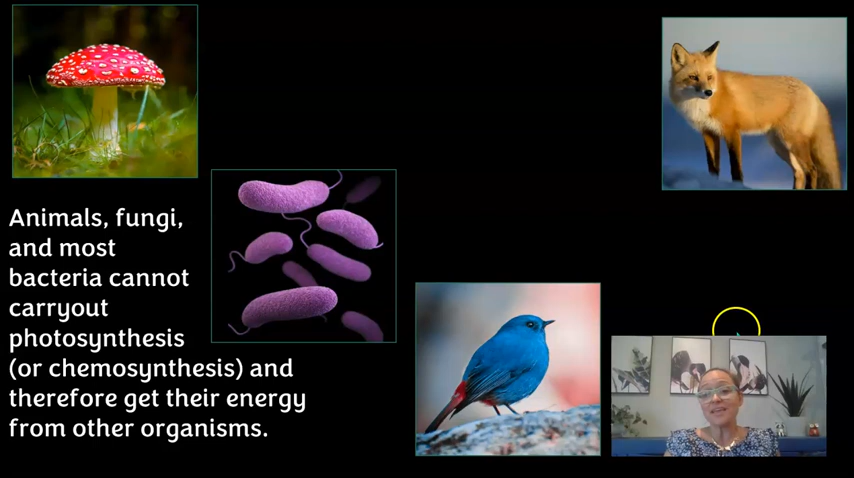 Animals, fungi,
and most
bacteria cannot
carryout
photosynthesis
(or chemosynthesis) and
therefore get their energy
from other organisms.